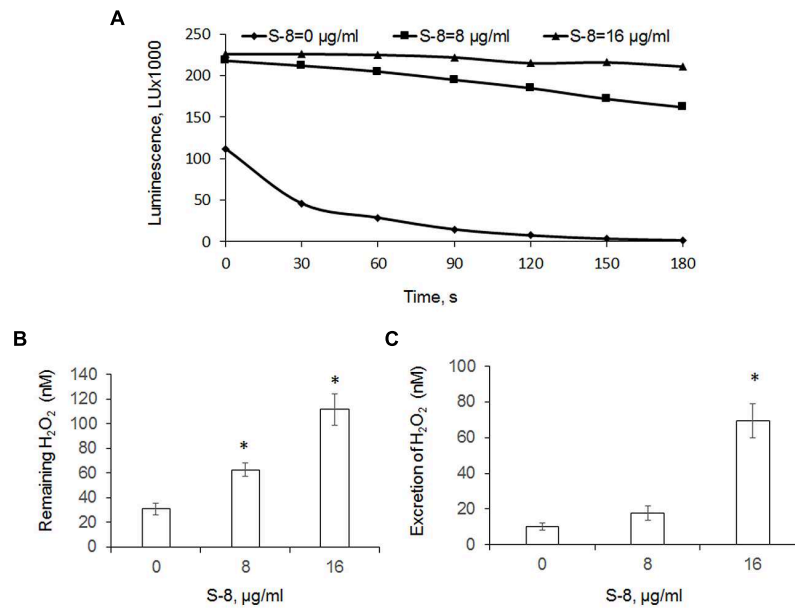 A
S-8=0 µg/ml S-8=8 µg/ml S-8=16 µg/ml
Luminescence, LUx1000
250
200
150
100
50
0
0 30 60 90 120 150 180
Time, s
B
Remaining H₂O₂ (nM)
140
120
100
80
60
40
20
0
*
*
0 8 16
S-8, µg/ml
C
Excretion of H₂O₂ (nM)
100
80
60
40
20
0
*
0 8 16
S-8, µg/ml